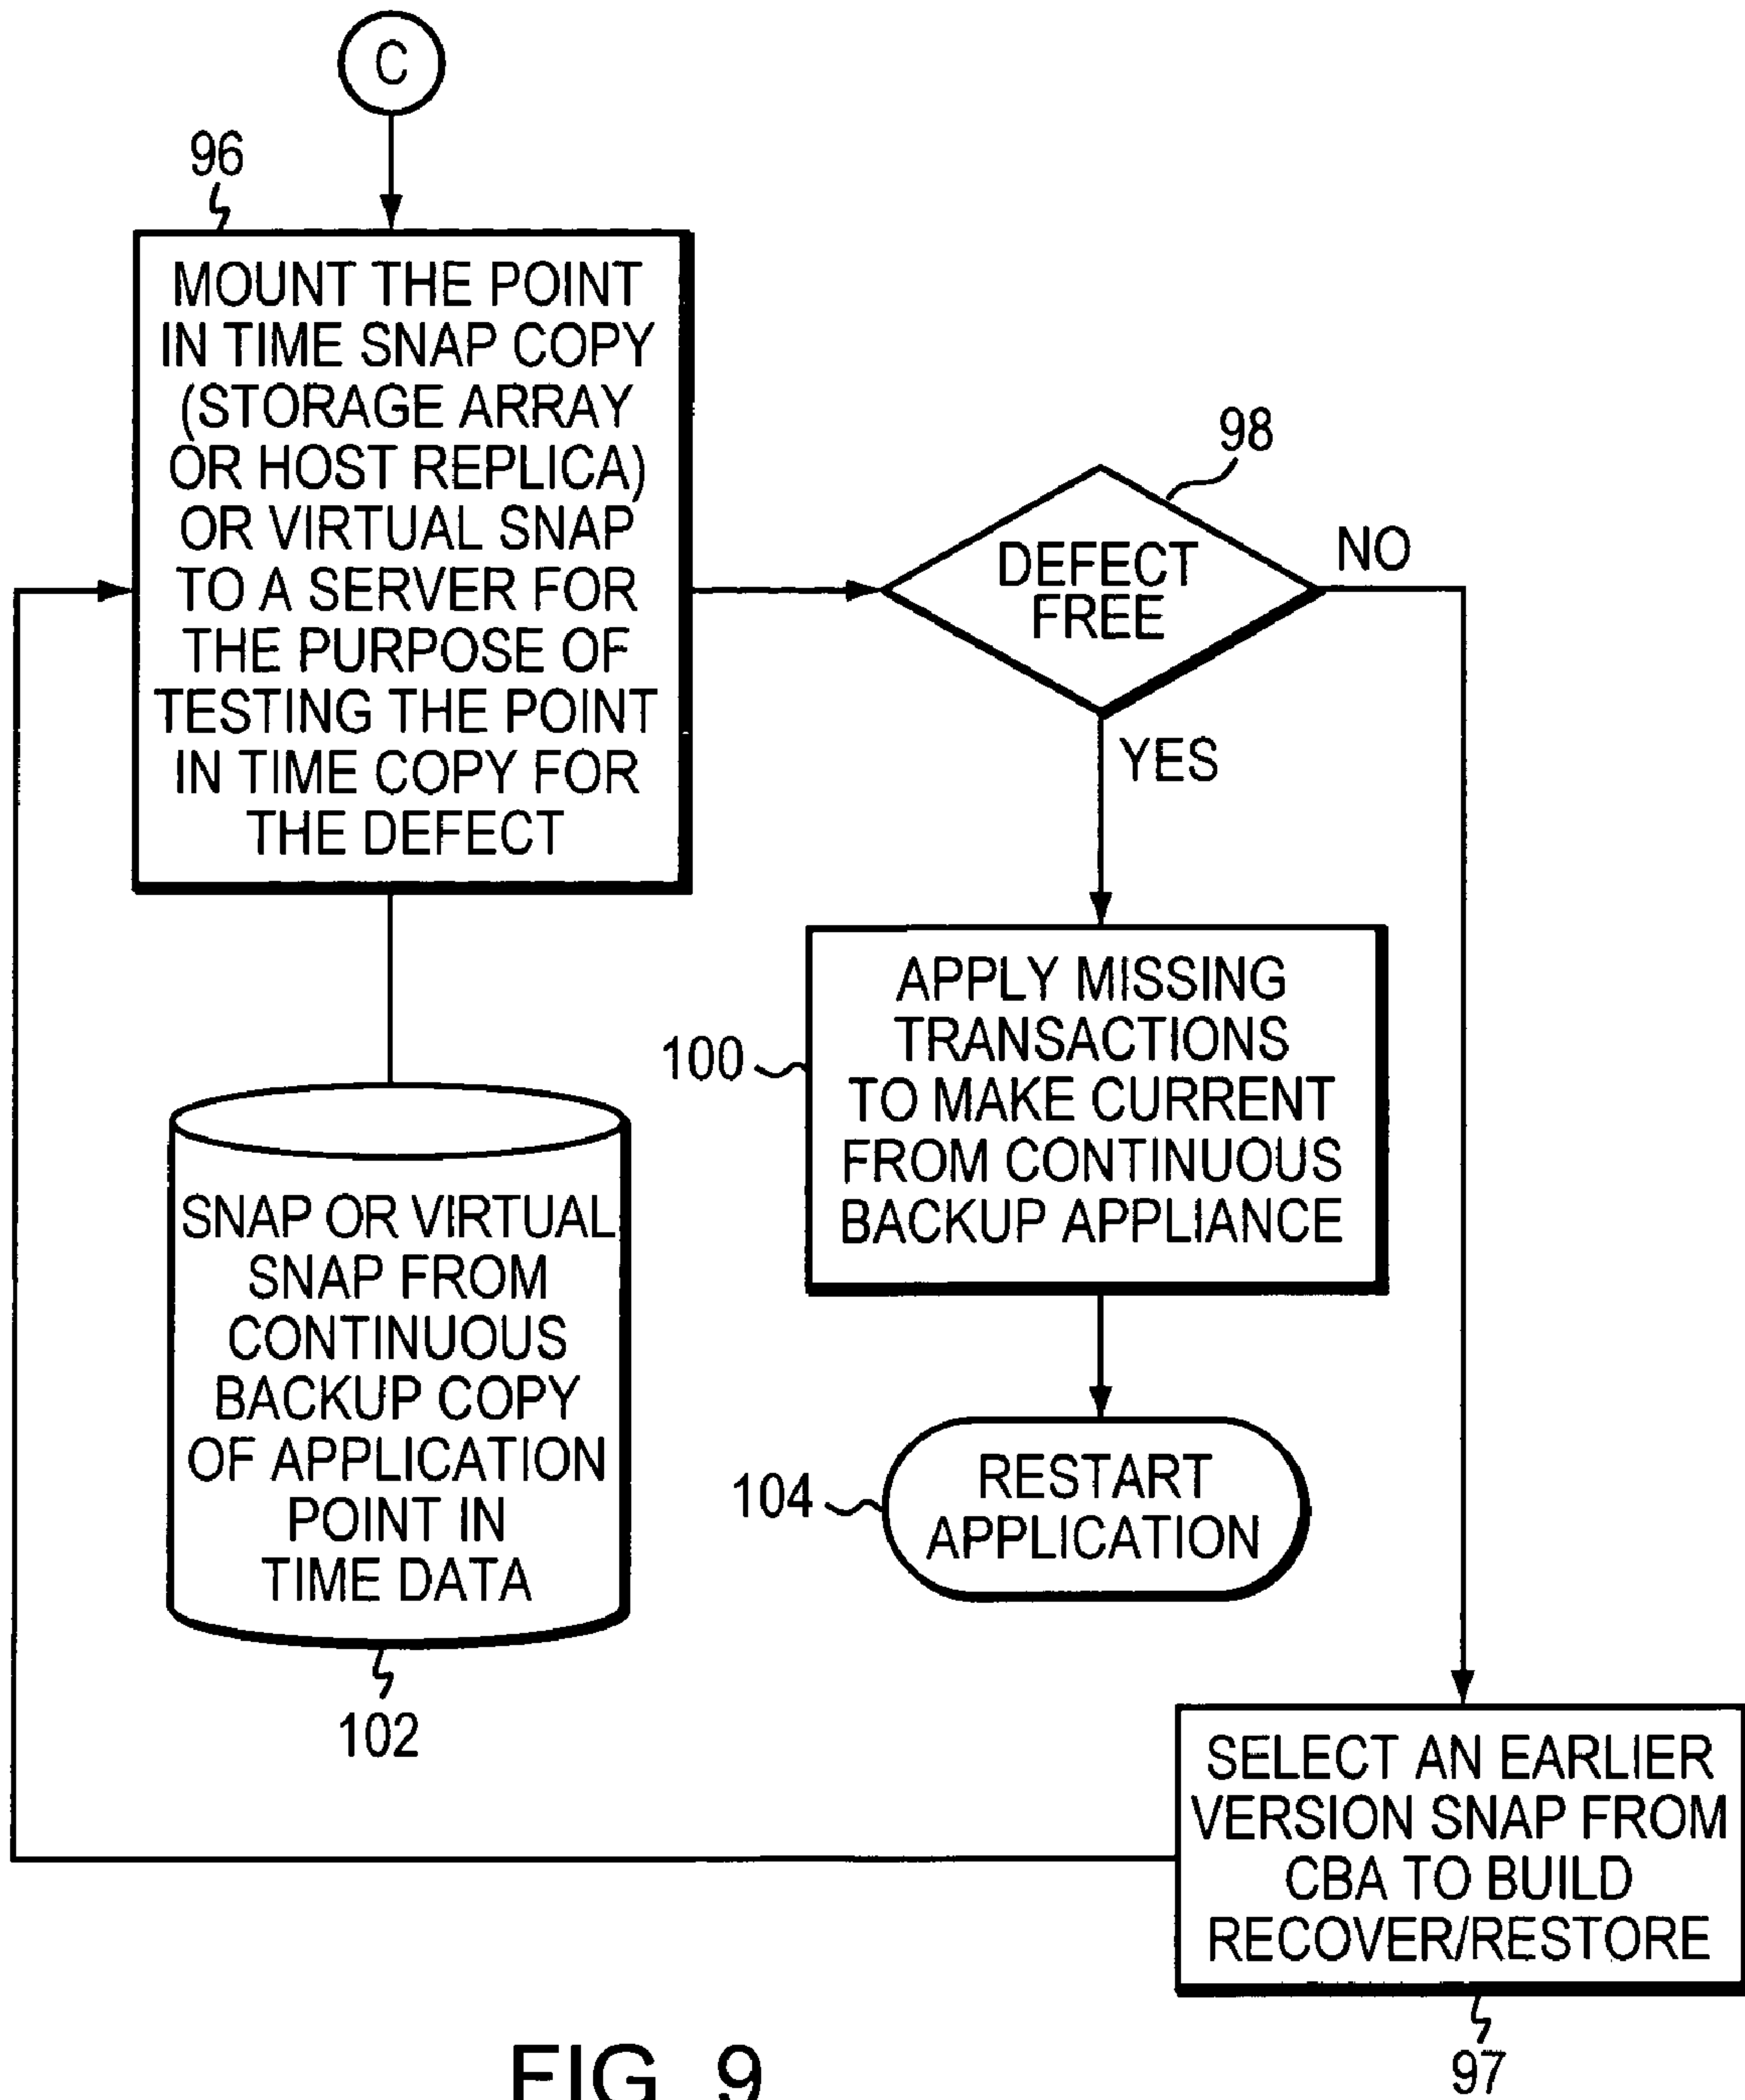 C
96
MOUNT THE POINT
IN TIME SNAP COPY
(STORAGE ARRAY
OR HOST REPLICA)
OR VIRTUAL SNAP
TO A SERVER FOR
THE PURPOSE OF
TESTING THE POINT
IN TIME COPY FOR
THE DEFECT
98
DEFECT
FREE
NO
YES
100
APPLY MISSING
TRANSACTIONS
TO MAKE CURRENT
FROM CONTINUOUS
BACKUP APPLIANCE
SNAP OR VIRTUAL
SNAP FROM
CONTINUOUS
BACKUP COPY
OF APPLICATION
POINT IN
TIME DATA
102
104
RESTART
APPLICATION
SELECT AN EARLIER
VERSION SNAP FROM
CBA TO BUILD
RECOVER/RESTORE
97
FIG. 9